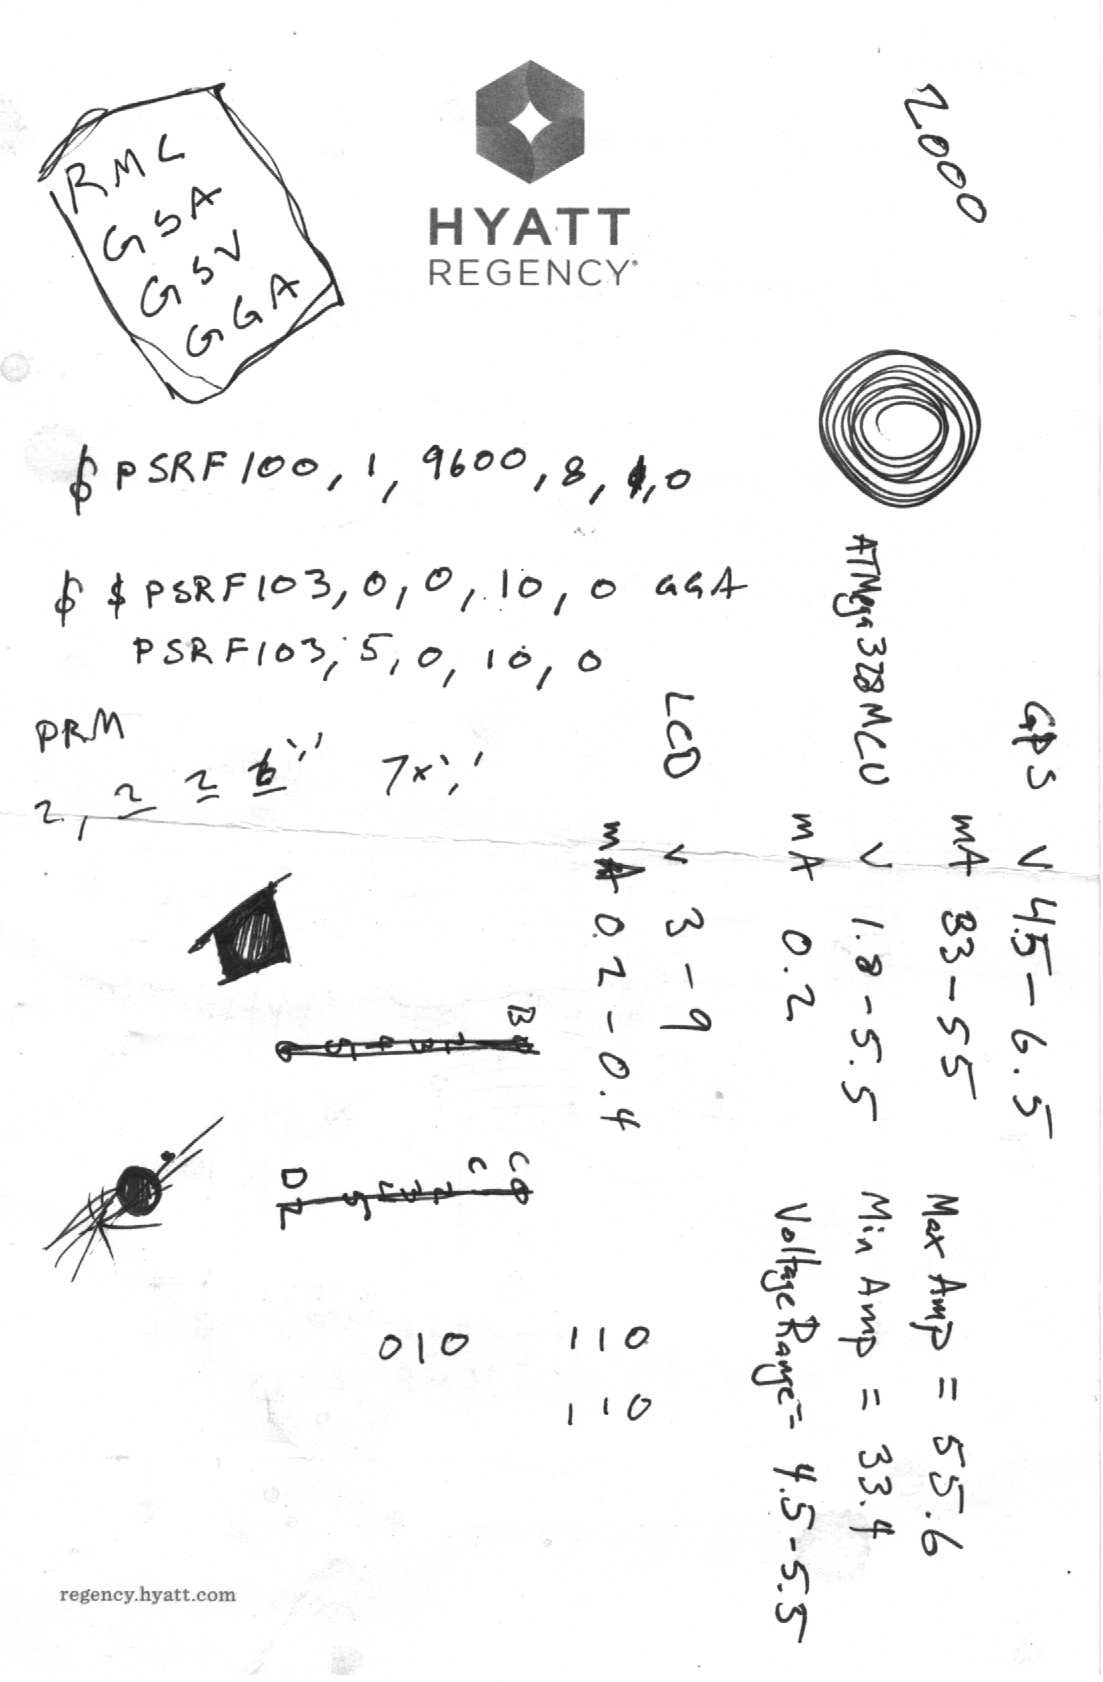 HYATT
REGENCY
2000
RMC
GSA
GSV
GGA
$PSRF100, 1, 9600, 8, 1, 0
$ $PSRF103, 0, 0, 10, 0 GGA
PSRF103, 5, 0, 10, 0
PRM
2, 2 2 6
7x
GPS V 4.5 - 6.5
mA 33 - 55
ATMega328 MCU V 1.8 - 5.5
mA 0.2
LCD V 3 - 9
mA 0.2 - 0.4
Max Amp = 55.6
Min Amp = 33.4
Voltage Range = 4.5 - 5.5
010 110
110
regency.hyatt.com